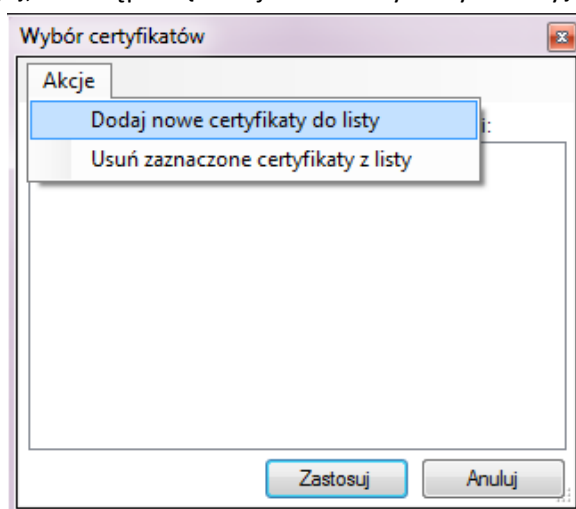 Wybór certyfikatów
Akcje
Dodaj nowe certyfikaty do listy
i:
Usuń zaznaczone certyfikaty z listy
Zastosuj
Anuluj